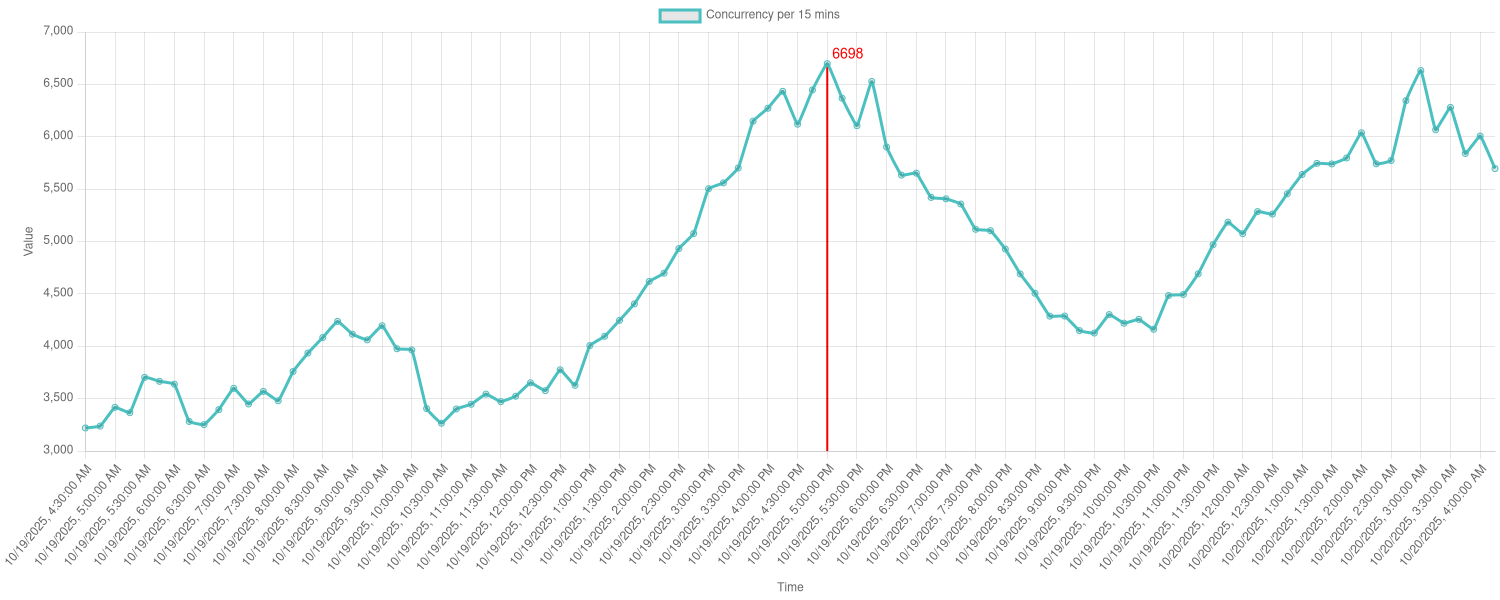 Concurrency per 15 mins
7,000
6698
6,500
6,000
5,500
5,000
Value
4,500
4,000
3,500
3,000
10/19/2025, 4:30:00 AM
10/19/2025, 5:00:00 AM
10/19/2025, 5:30:00 AM
10/19/2025, 6:00:00 AM
10/19/2025, 6:30:00 AM
10/19/2025, 7:00:00 AM
10/19/2025, 7:30:00 AM
10/19/2025, 8:00:00 AM
10/19/2025, 8:30:00 AM
10/19/2025, 9:00:00 AM
10/19/2025, 9:30:00 AM
10/19/2025, 10:00:00 AM
10/19/2025, 10:30:00 AM
10/19/2025, 11:00:00 AM
10/19/2025, 11:30:00 AM
10/19/2025, 12:00:00 PM
10/19/2025, 12:30:00 PM
10/19/2025, 1:00:00 PM
10/19/2025, 1:30:00 PM
10/19/2025, 2:00:00 PM
10/19/2025, 2:30:00 PM
10/19/2025, 3:00:00 PM
10/19/2025, 3:30:00 PM
10/19/2025, 4:00:00 PM
10/19/2025, 4:30:00 PM
10/19/2025, 5:00:00 PM
10/19/2025, 5:30:00 PM
10/19/2025, 6:00:00 PM
10/19/2025, 6:30:00 PM
10/19/2025, 7:00:00 PM
10/19/2025, 7:30:00 PM
10/19/2025, 8:00:00 PM
10/19/2025, 8:30:00 PM
10/19/2025, 9:00:00 PM
10/19/2025, 9:30:00 PM
10/19/2025, 10:00:00 PM
10/19/2025, 10:30:00 PM
10/19/2025, 11:00:00 PM
10/19/2025, 11:30:00 PM
10/20/2025, 12:00:00 AM
10/20/2025, 12:30:00 AM
10/20/2025, 1:00:00 AM
10/20/2025, 1:30:00 AM
10/20/2025, 2:00:00 AM
10/20/2025, 2:30:00 AM
10/20/2025, 3:00:00 AM
10/20/2025, 3:30:00 AM
10/20/2025, 4:00:00 AM
Time